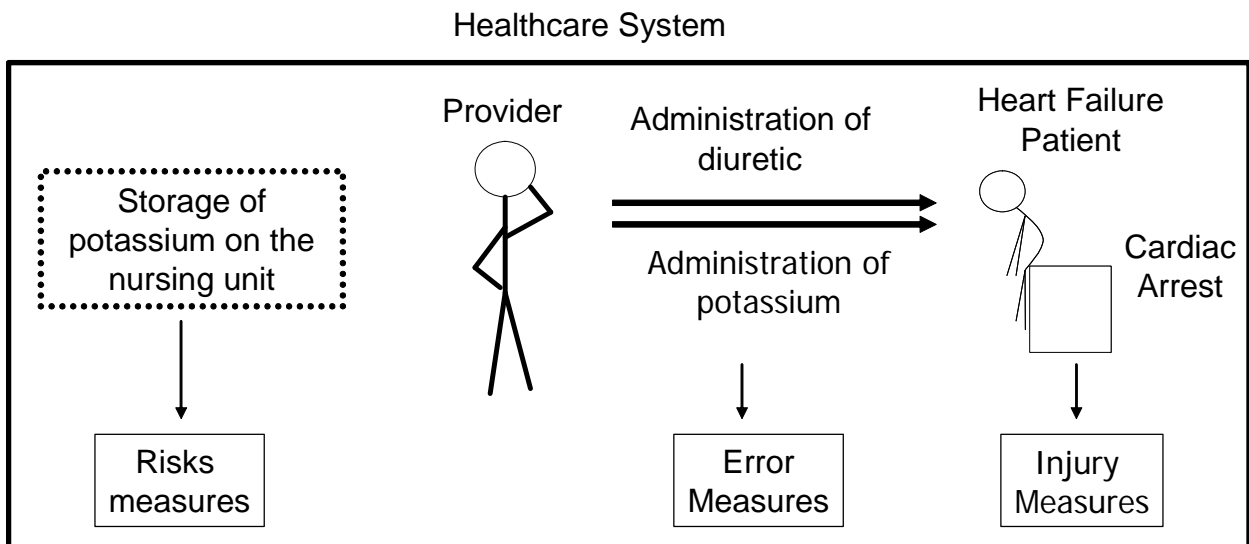 Healthcare System
Provider
Administration of
diuretic
Heart Failure
Patient
Storage of
potassium on the
nursing unit
Administration of
potassium
Cardiac
Arrest
Risks
measures
Error
Measures
Injury
Measures